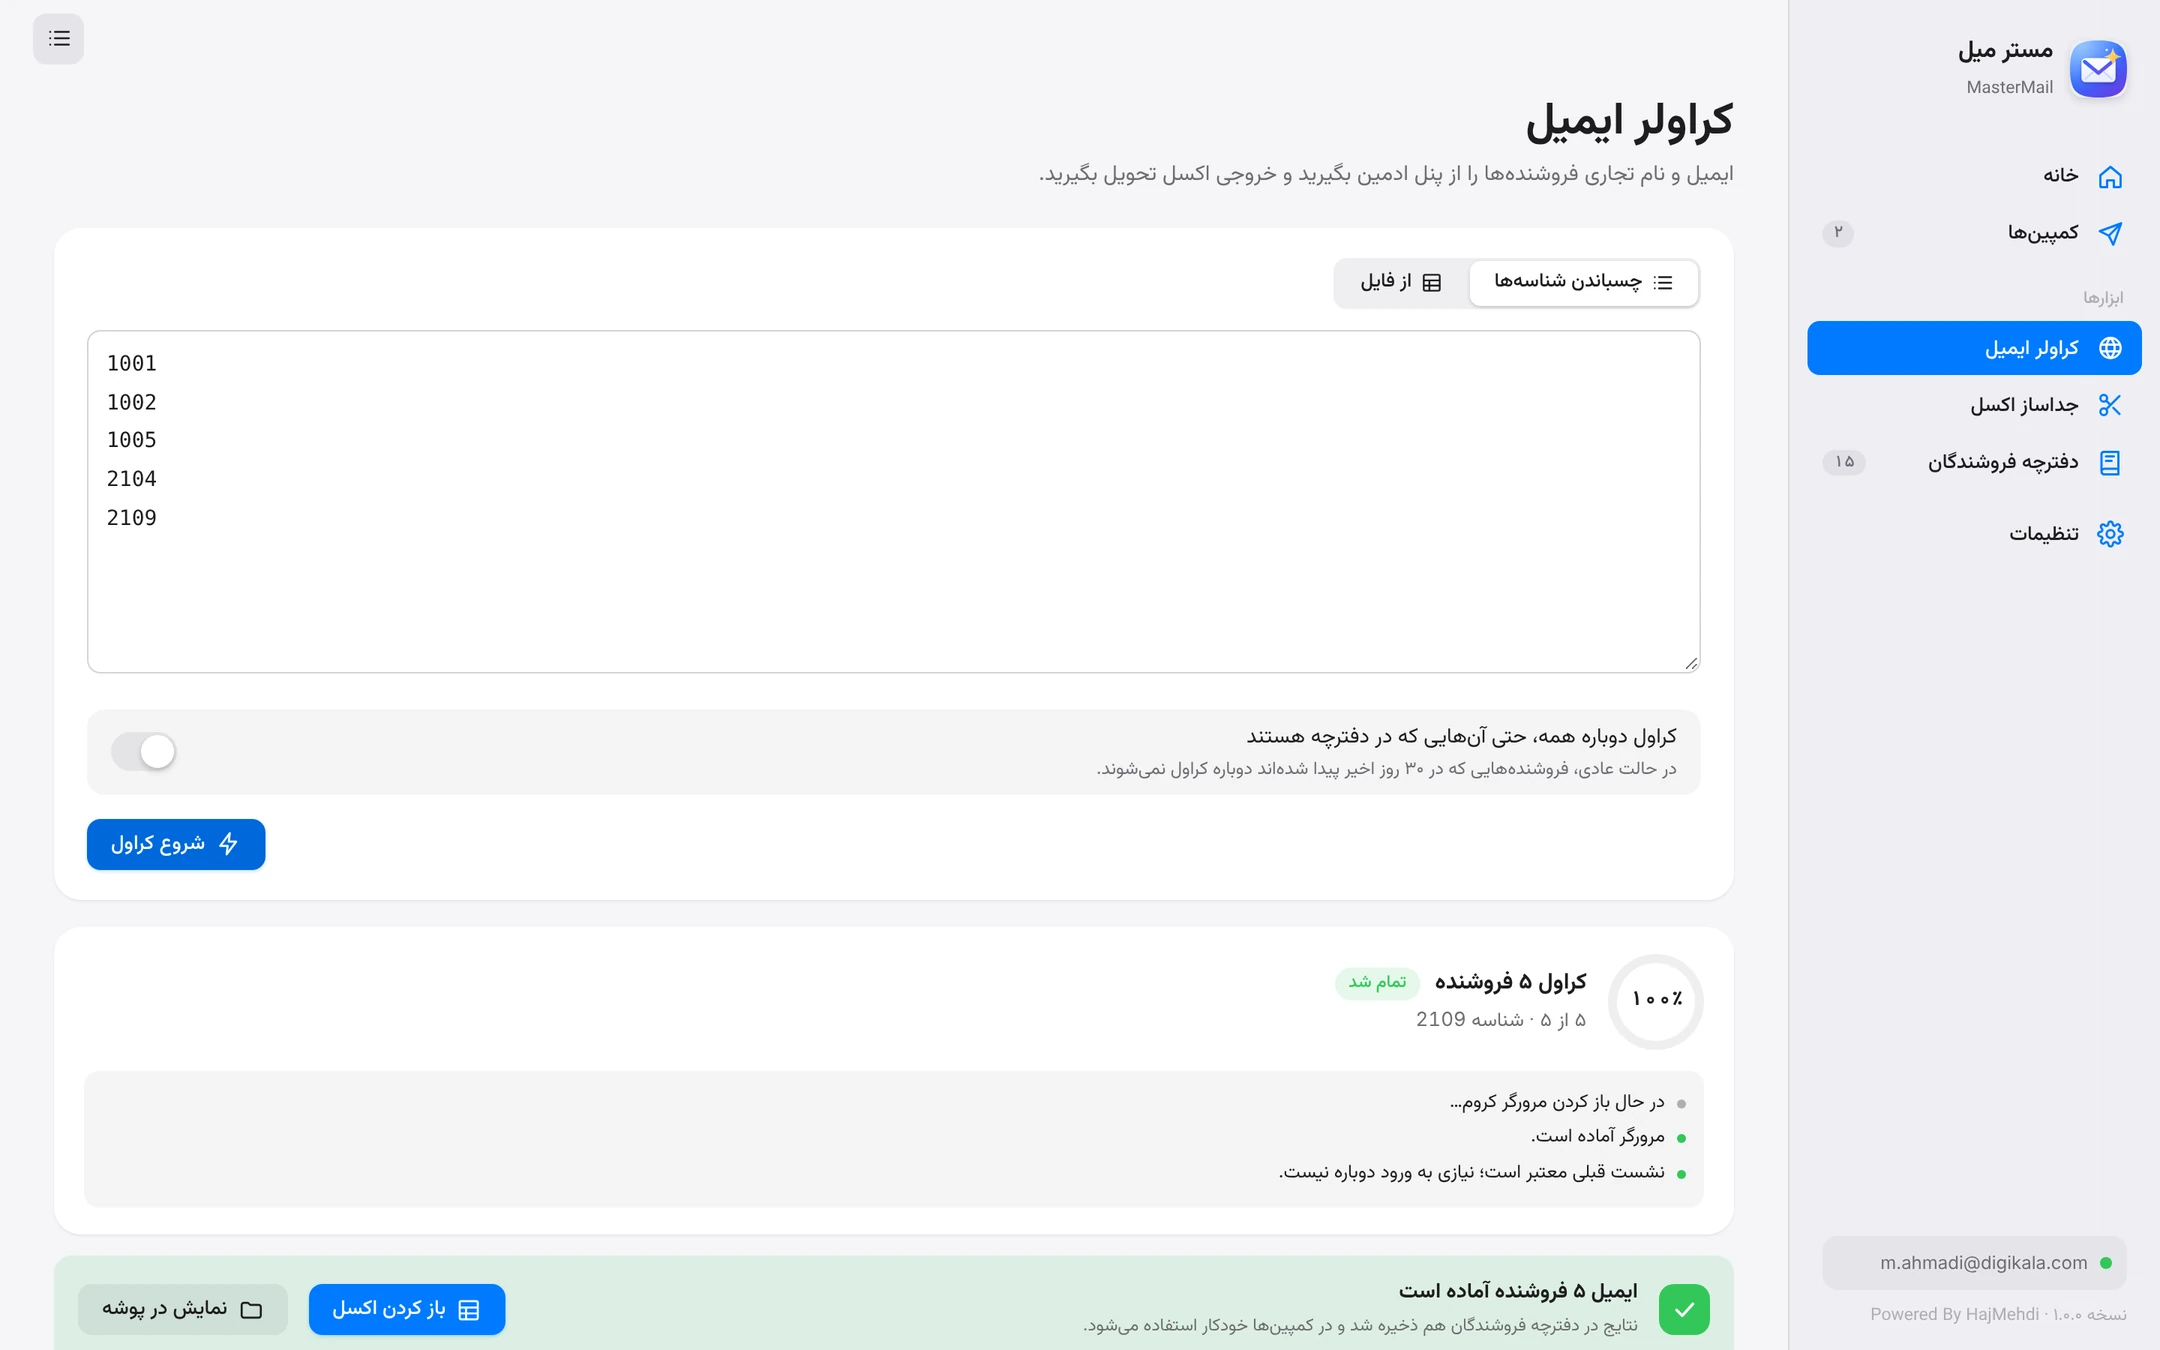 مستر میل
MasterMail
خانه
کمپین‌ها
۲
ابزارها
کراولر ایمیل
جداساز اکسل
دفترچه فروشندگان
۱۵
تنظیمات
m.ahmadi@digikala.com
نسخه ۱.۰.۰ · Powered By HajMehdi
کراولر ایمیل
ایمیل و نام تجاری فروشنده‌ها را از پنل ادمین بگیرید و خروجی اکسل تحویل بگیرید.
چسباندن شناسه‌ها
از فایل
1001
1002
1005
2104
2109
کراول دوباره همه، حتی آن‌هایی که در دفترچه هستند
در حالت عادی، فروشنده‌هایی که در ۳۰ روز اخیر پیدا شده‌اند دوباره کراول نمی‌شوند.
شروع کراول
۱۰۰٪
کراول ۵ فروشنده
تمام شد
۵ از ۵ · شناسه 2109
در حال باز کردن مرورگر کروم…
مرورگر آماده است.
نشست قبلی معتبر است؛ نیازی به ورود دوباره نیست.
ایمیل ۵ فروشنده آماده است
نتایج در دفترچه فروشندگان هم ذخیره شد و در کمپین‌ها خودکار استفاده می‌شود.
باز کردن اکسل
نمایش در پوشه